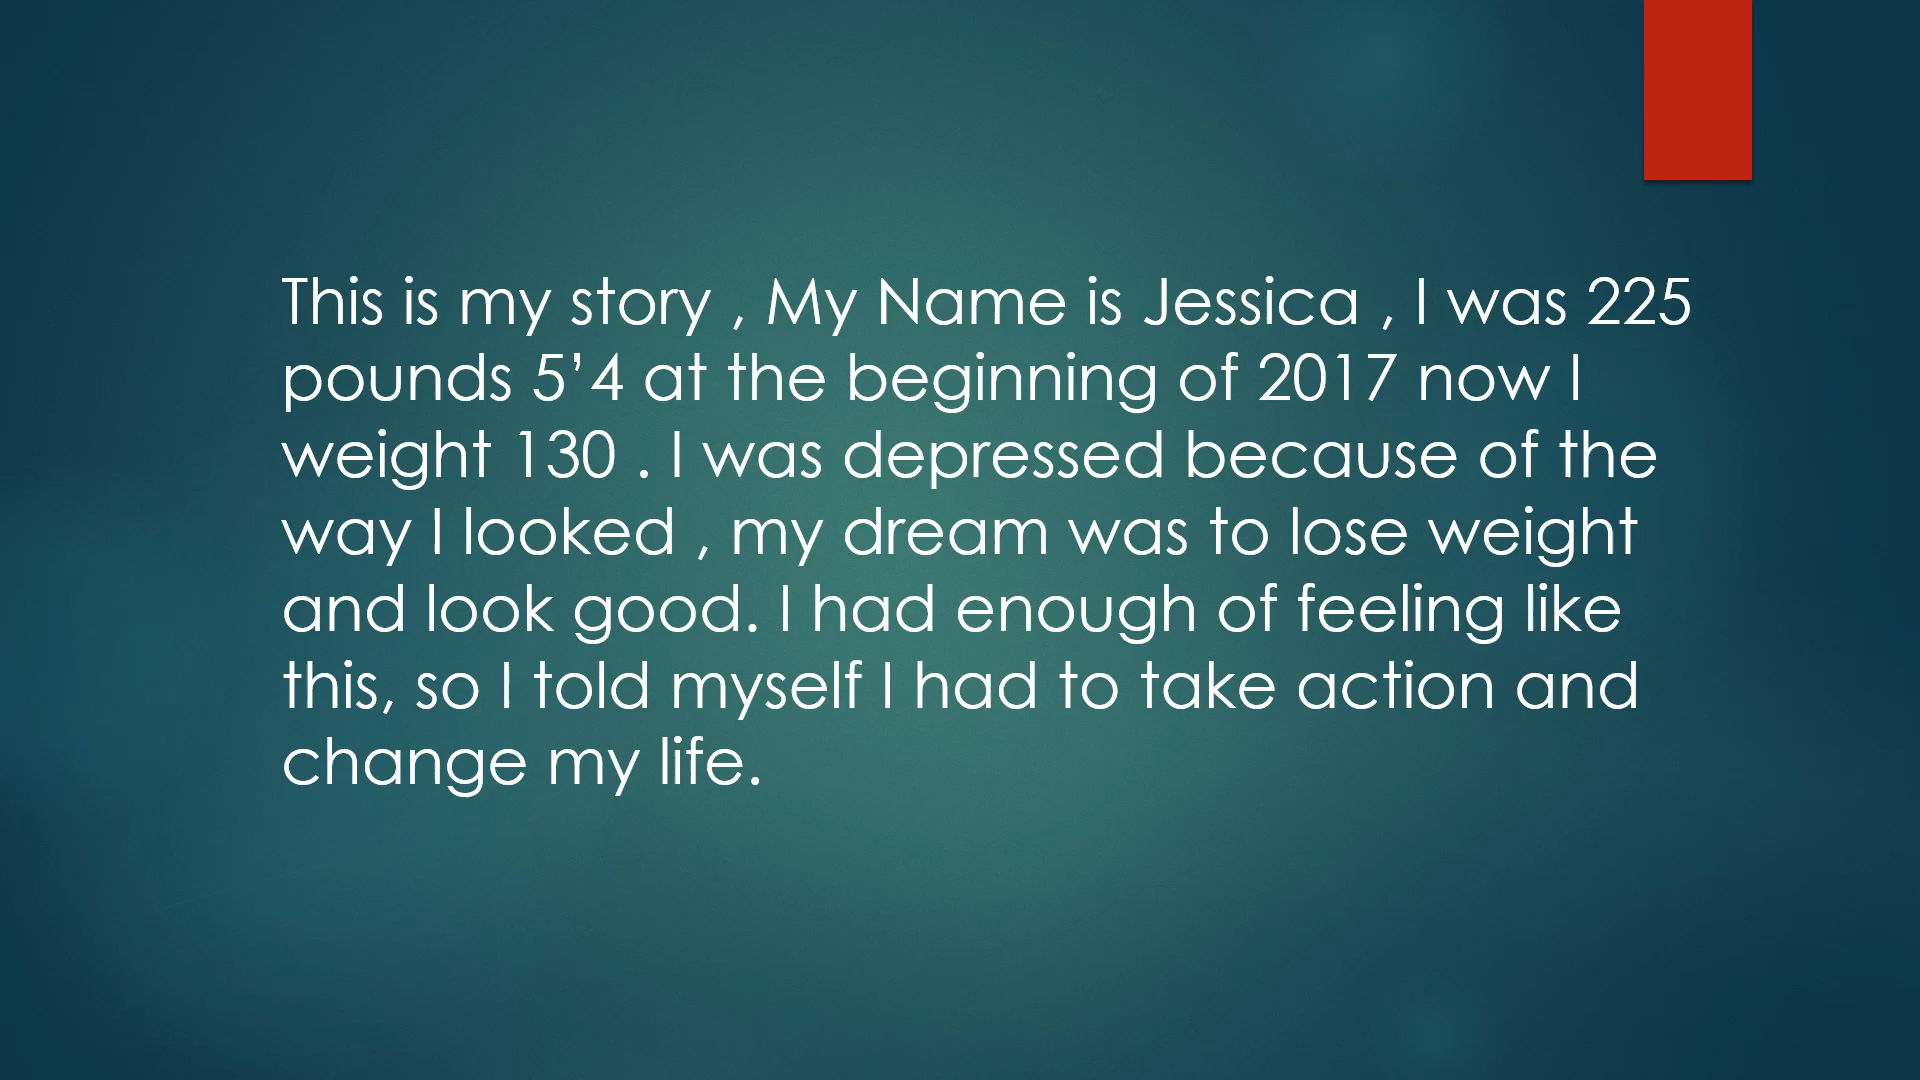 This is my story , My Name is Jessica , I was 225
pounds 5’4 at the beginning of 2017 now I
weight 130 . I was depressed because of the
way I looked , my dream was to lose weight
and look good. I had enough of feeling like
this, so I told myself I had to take action and
change my life.